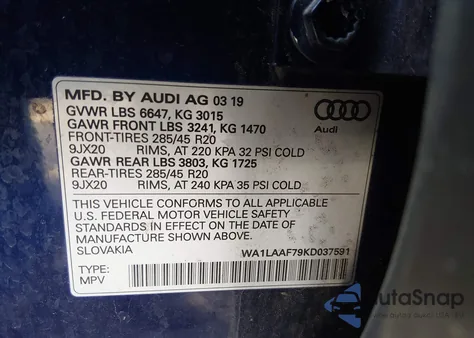 MFD. BY AUDI AG 03 19
GVWR LBS 6647, KG 3015
GAWR FRONT LBS 3241, KG 1470
FRONT-TIRES 285/45 R20
9JX20 RIMS, AT 220 KPA 32 PSI COLD
GAWR REAR LBS 3803, KG 1725
REAR-TIRES 285/45 R20
9JX20 RIMS, AT 240 KPA 35 PSI COLD
Audi
THIS VEHICLE CONFORMS TO ALL APPLICABLE
U.S. FEDERAL MOTOR VEHICLE SAFETY
STANDARDS IN EFFECT ON THE DATE OF
MANUFACTURE SHOWN ABOVE.
SLOVAKIA WA1LAAF79KD037591
TYPE:
MPV
AutaSnap